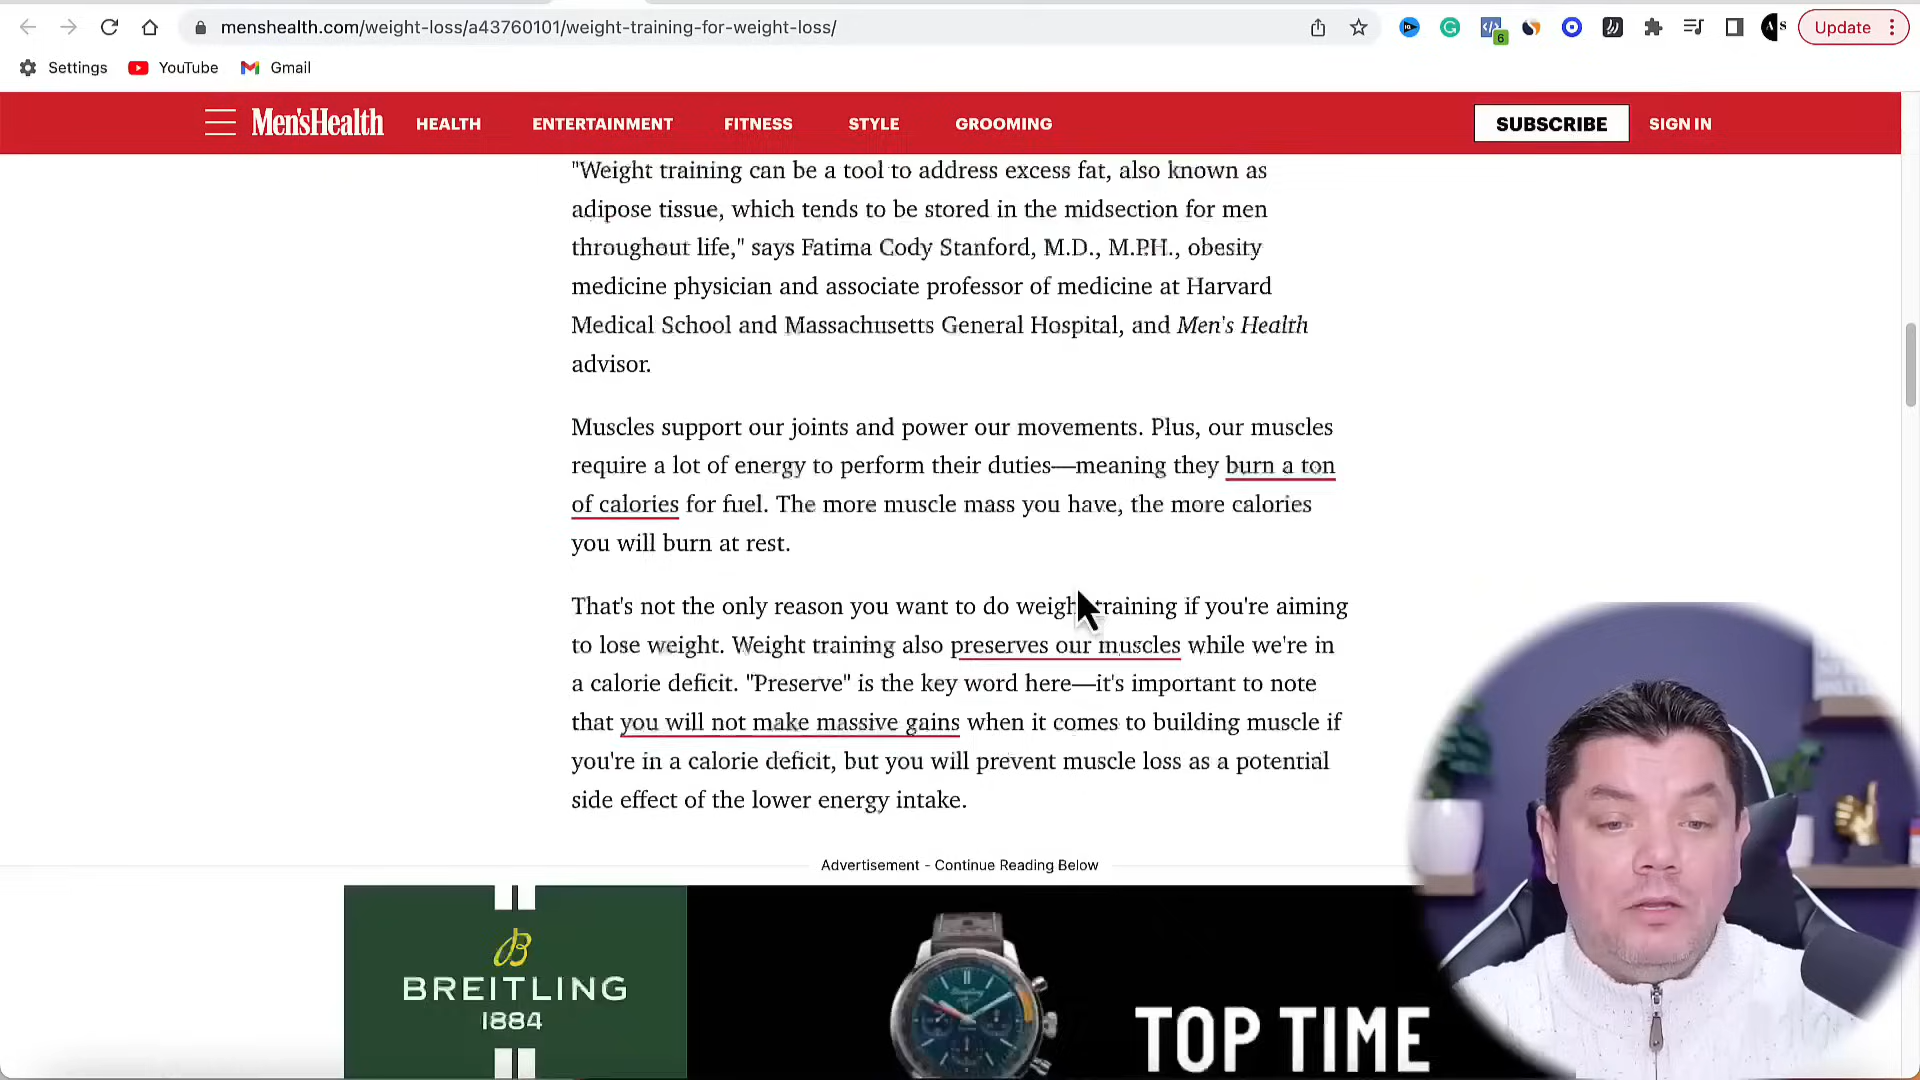 menshealth.com/weight-loss/a43760101/weight-training-for-weight-loss/
6
Update
Settings
YouTube
Gmail
Men'sHealth
HEALTH
ENTERTAINMENT
FITNESS
STYLE
GROOMING
SUBSCRIBE
SIGN IN
"Weight training can be a tool to address excess fat, also known as
adipose tissue, which tends to be stored in the midsection for men
throughout life," says Fatima Cody Stanford, M.D., M.P.H., obesity
medicine physician and associate professor of medicine at Harvard
Medical School and Massachusetts General Hospital, and Men's Health
advisor.
Muscles support our joints and power our movements. Plus, our muscles
require a lot of energy to perform their duties—meaning they burn a ton
of calories for fuel. The more muscle mass you have, the more calories
you will burn at rest.
That's not the only reason you want to do weight training if you're aiming
to lose weight. Weight training also preserves our muscles while we're in
a calorie deficit. "Preserve" is the key word here—it's important to note
that you will not make massive gains when it comes to building muscle if
you're in a calorie deficit, but you will prevent muscle loss as a potential
side effect of the lower energy intake.
Advertisement - Continue Reading Below
B
BREITLING
1884
TOP TIME